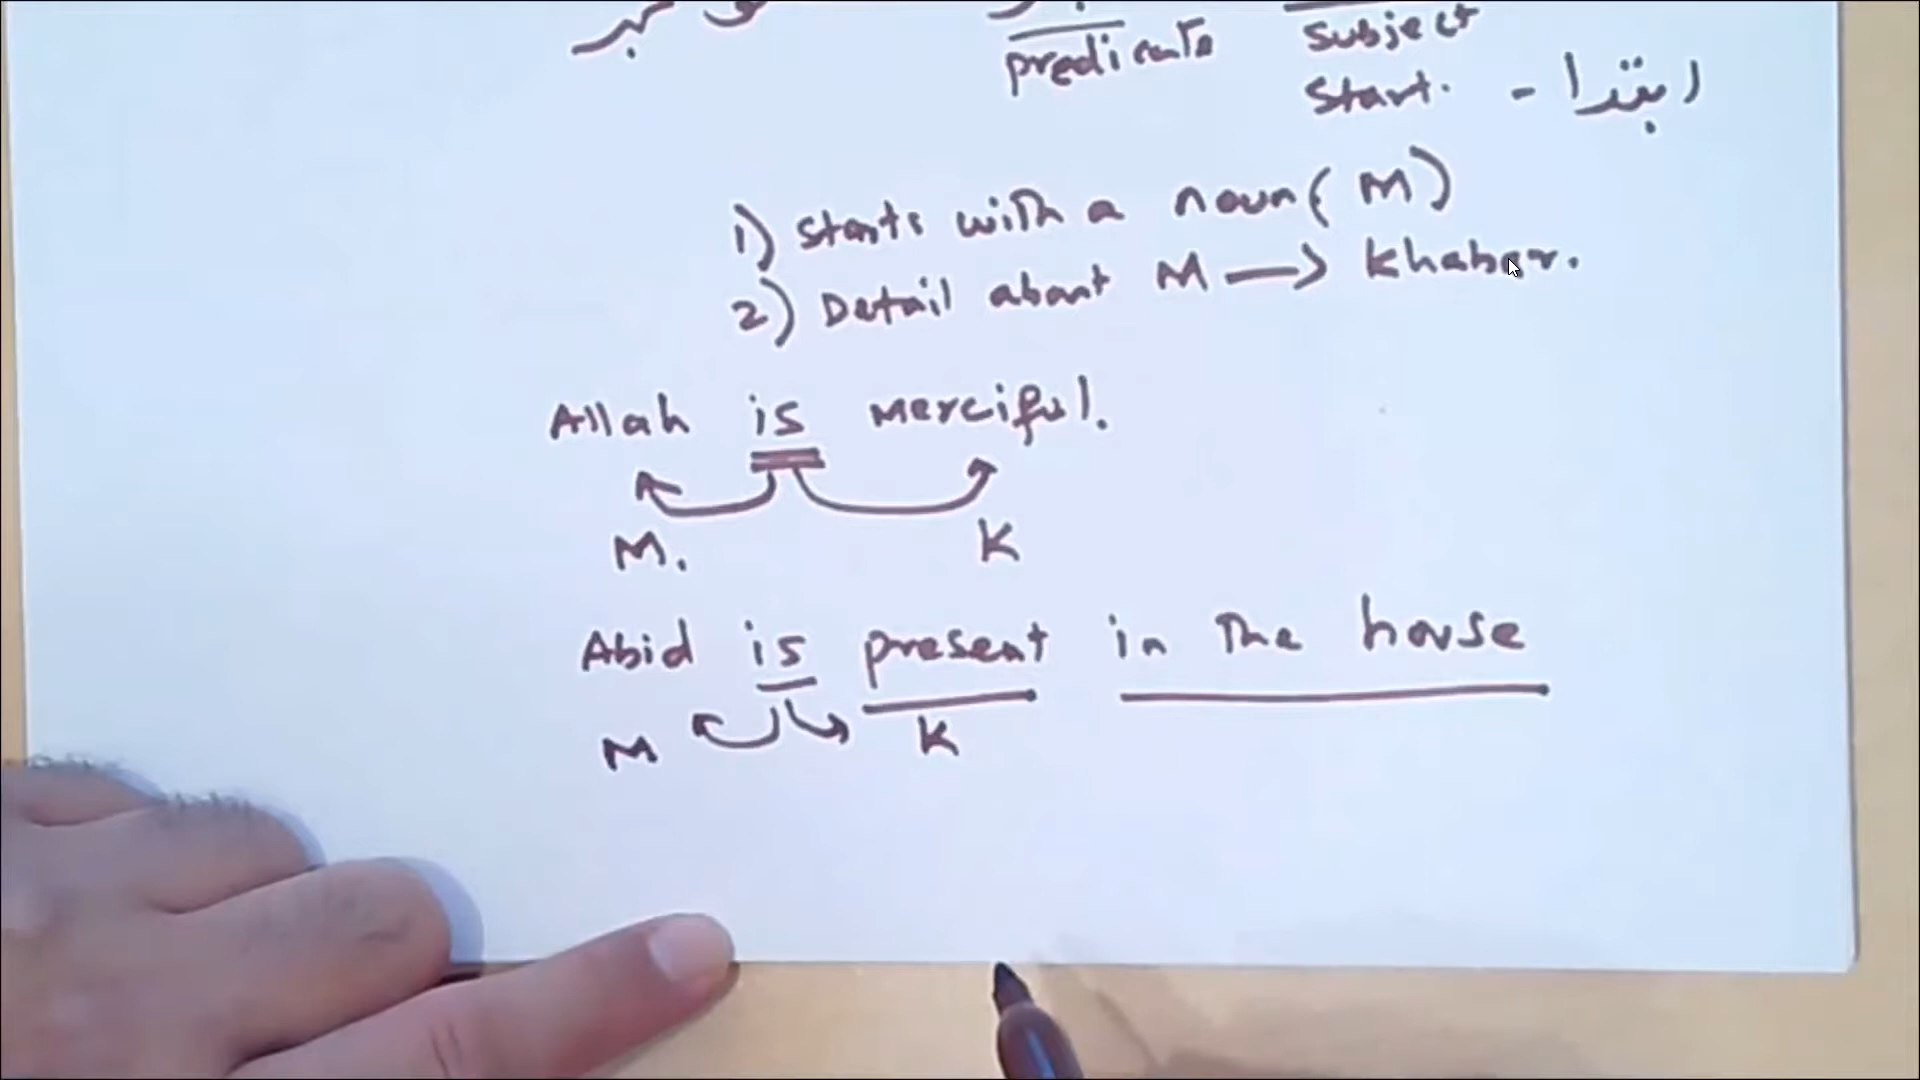 predicate subject
start. - ابتدا
1) starts with a noun (M)
2) Detail about M → khabar.
Allah is merciful.
M. K
Abid is present in the house
M K